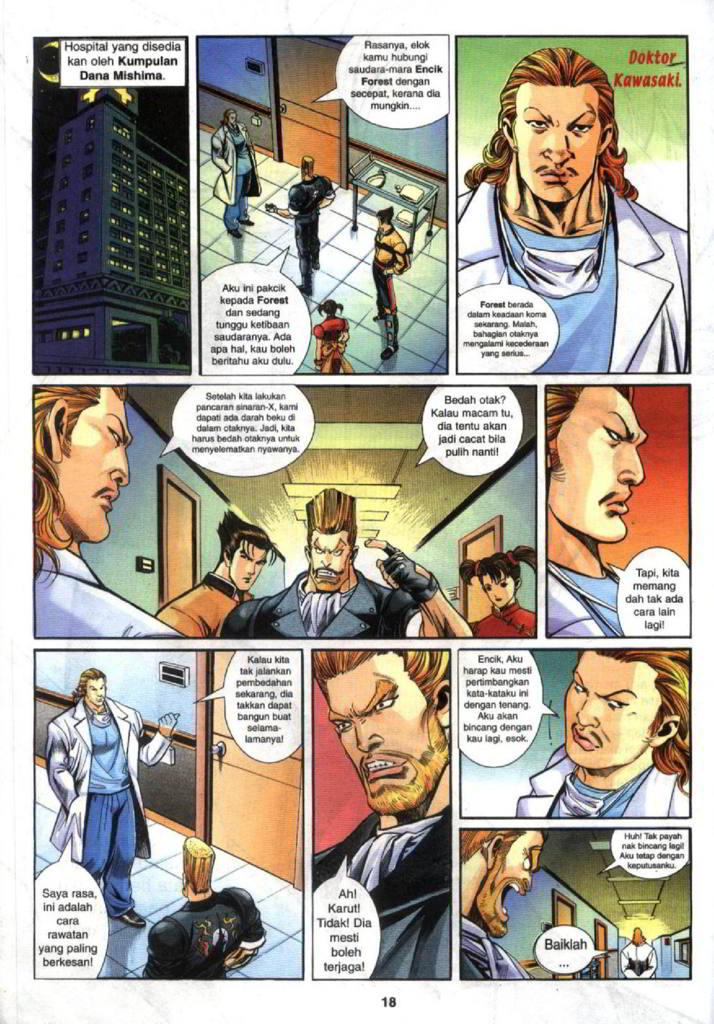 Hospital yang disedia
kan oleh Kumpulan
Dana Mishima.
Rasanya, elok
kamu hubungi
saudara-mara Encik
Forest dengan
secepat, kerana dia
mungkin....
Aku ini pakcik
kepada Forest
dan sedang
tunggu ketibaan
saudaranya. Ada
apa hal, kau boleh
beritahu aku dulu.
Doktor
Kawasaki.
Forest berada
dalam keadaan koma
sekarang. Malah,
bahagian otaknya
mengalami kecederaan
yang serius...
Setelah kita lakukan
pancaran sinaran-X, kami
dapati ada darah beku di
dalam otaknya. Jadi, kita
harus bedah otaknya untuk
menyelematkan nyawanya.
Bedah otak?
Kalau macam tu,
dia tentu akan
jadi cacat bila
pulih nanti!
Tapi, kita
memang
dah tak ada
cara lain
lagi!
Kalau kita
tak jalankan
pembedahan
sekarang, dia
takkan dapat
bangun buat
selama-
lamanya!
Saya rasa,
ini adalah
cara
rawatan
yang paling
berkesan!
Ah!
Karut!
Tidak! Dia
mesti
boleh
terjaga!
Encik, Aku
harap kau mesti
pertimbangkan
kata-kataku ini
dengan tenang.
Aku akan
bincang dengan
kau lagi, esok.
Huh! Tak payah
nak bincang lagi!
Aku tetap dengan
keputusanku.
Baiklah
...
18